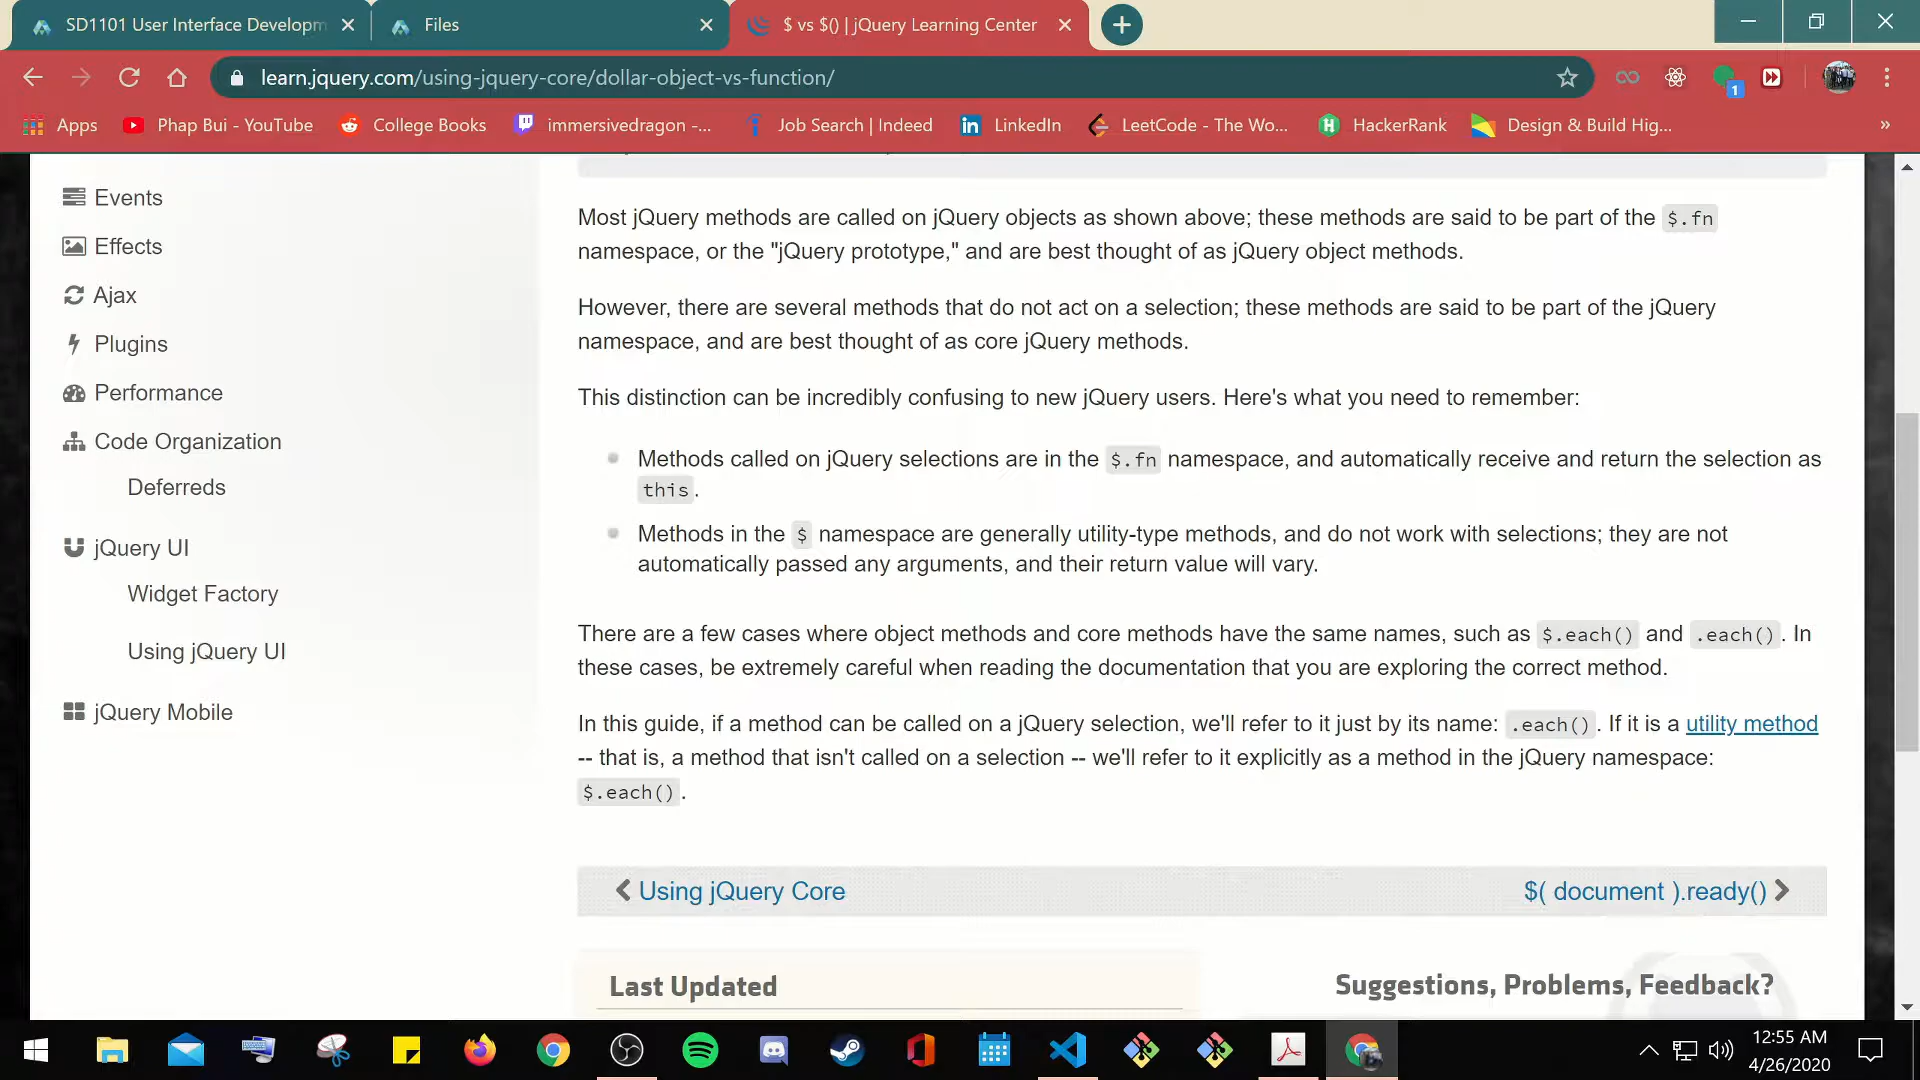 SD1101 User Interface Developm
Files
$ vs $() | jQuery Learning Center
learn.jquery.com/using-jquery-core/dollar-object-vs-function/
1
Apps
Phap Bui - YouTube
College Books
immersivedragon -...
Job Search | Indeed
LinkedIn
LeetCode - The Wo...
HackerRank
Design & Build Hig...
»
Events
Effects
Ajax
Plugins
Performance
Code Organization
Deferreds
jQuery UI
Widget Factory
Using jQuery UI
jQuery Mobile
Most jQuery methods are called on jQuery objects as shown above; these methods are said to be part of the $.fn
namespace, or the "jQuery prototype," and are best thought of as jQuery object methods.
However, there are several methods that do not act on a selection; these methods are said to be part of the jQuery
namespace, and are best thought of as core jQuery methods.
This distinction can be incredibly confusing to new jQuery users. Here's what you need to remember:
Methods called on jQuery selections are in the $.fn namespace, and automatically receive and return the selection as
this.
Methods in the $ namespace are generally utility-type methods, and do not work with selections; they are not
automatically passed any arguments, and their return value will vary.
There are a few cases where object methods and core methods have the same names, such as $.each() and .each(). In
these cases, be extremely careful when reading the documentation that you are exploring the correct method.
In this guide, if a method can be called on a jQuery selection, we'll refer to it just by its name: .each(). If it is a utility method
-- that is, a method that isn't called on a selection -- we'll refer to it explicitly as a method in the jQuery namespace:
$.each().
Using jQuery Core
$( document ).ready()
Last Updated
Suggestions, Problems, Feedback?
12:55 AM
4/26/2020